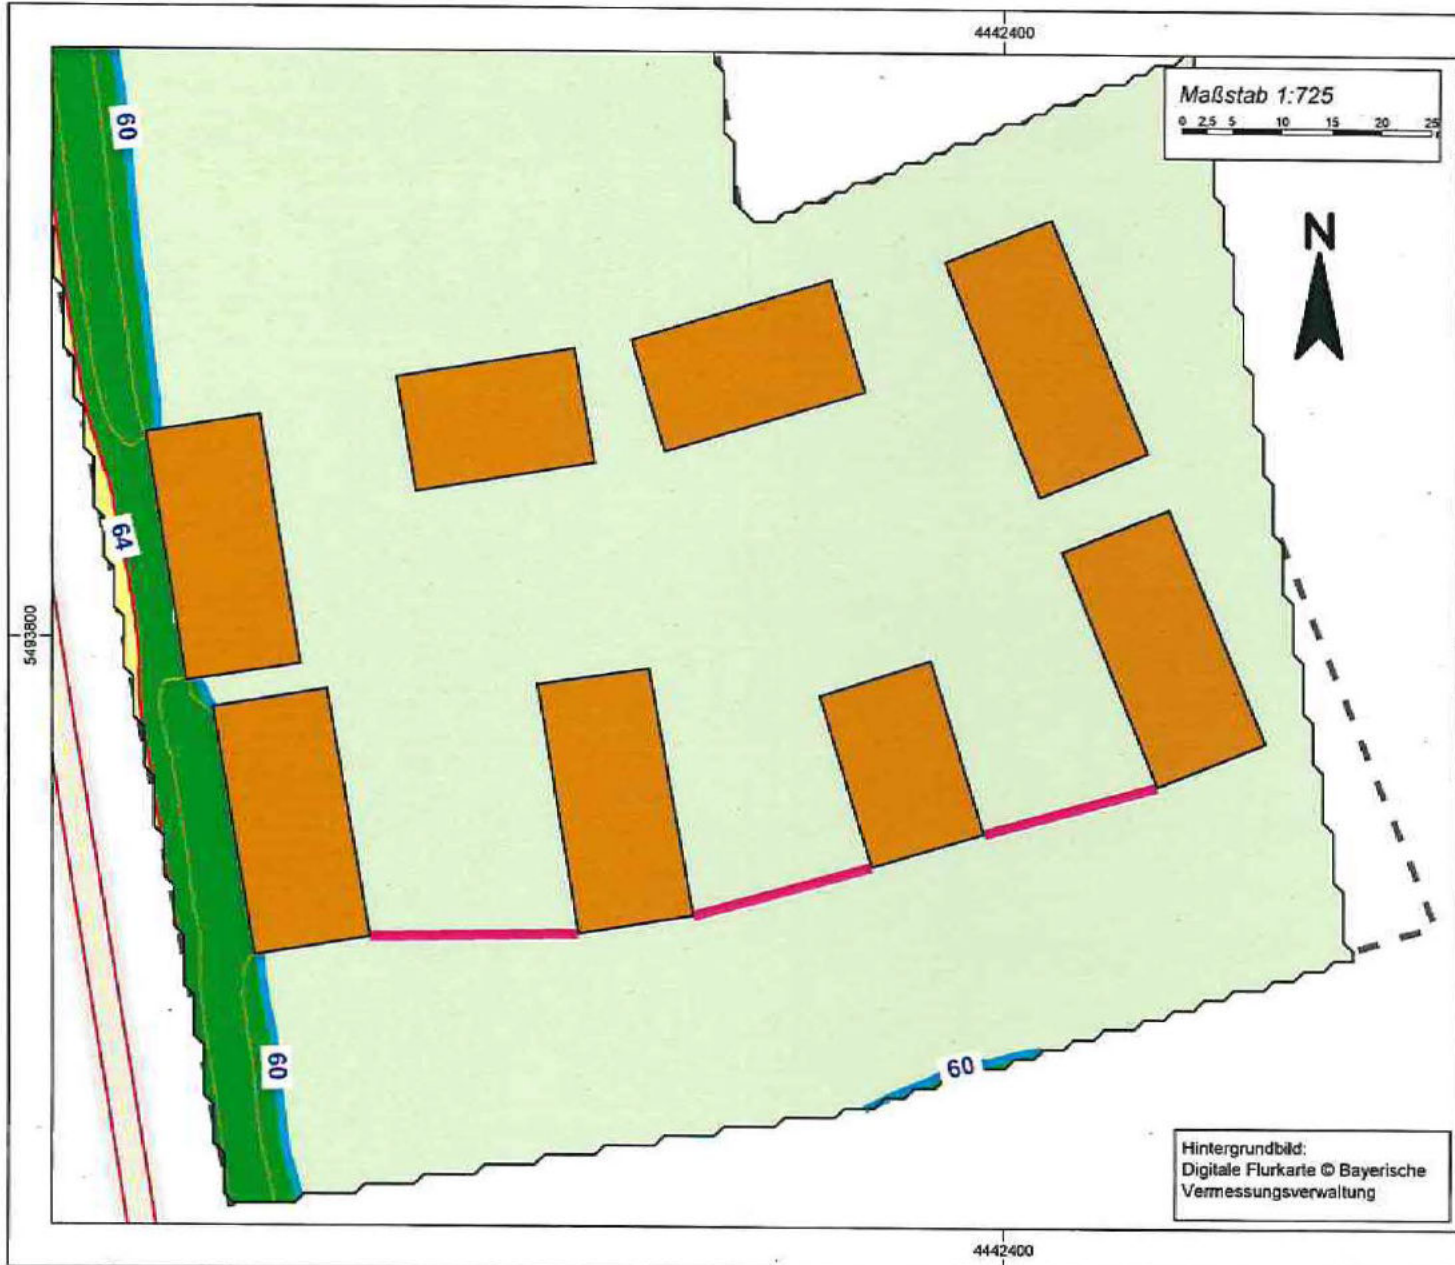 4442400
Maßstab 1:725
0 2,5 5 10 15 20 25
60
N
64
5493800
60
60
Hintergrundbild:
Digitale Flurkarte © Bayerische
Vermessungsverwaltung
4442400